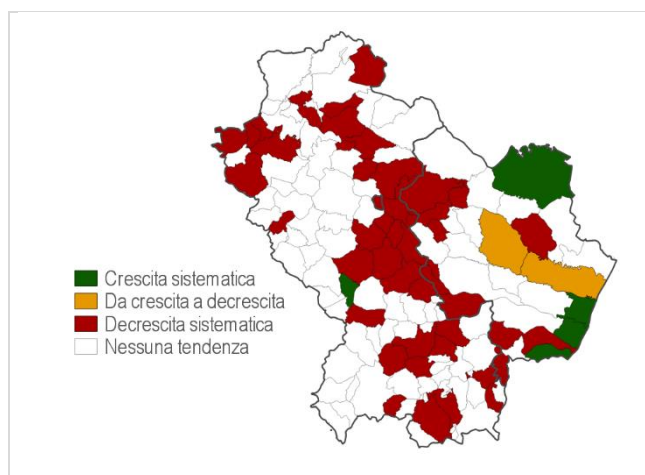 Crescita sistematica
Da crescita a decrescita
Decrescita sistematica
Nessuna tendenza